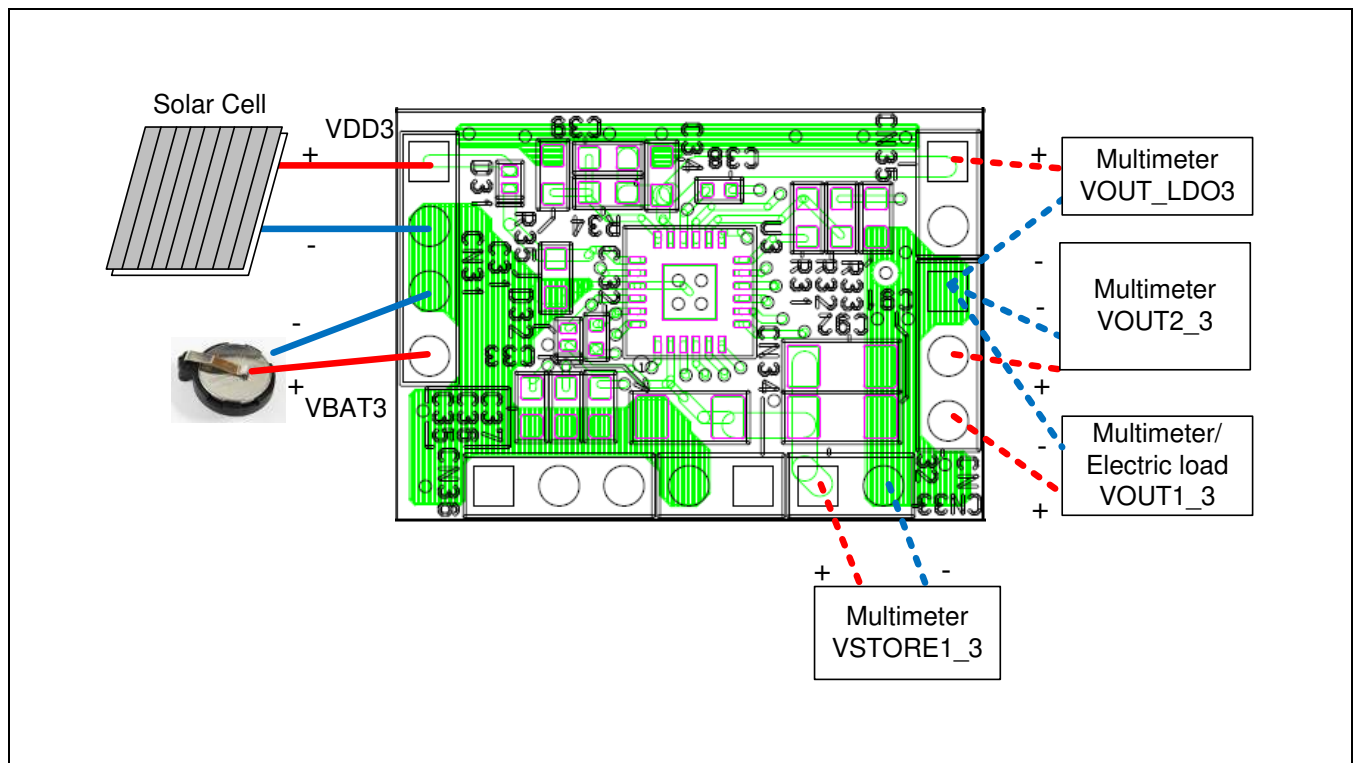 Solar Cell
VDD3
+
-
-
+
VBAT3
D31
R35
C39
R34
C34
C38
CN35
U3
CN31
C31
D32
C32
C33
R31
R32
R33
C91
C92
CN34
C35
C36
C37
CN36
CN32
CN33
+
Multimeter
VOUT_LDO3
-
-
Multimeter
VOUT2_3
+
-
Multimeter/
Electric load
VOUT1_3
+
+
-
Multimeter
VSTORE1_3